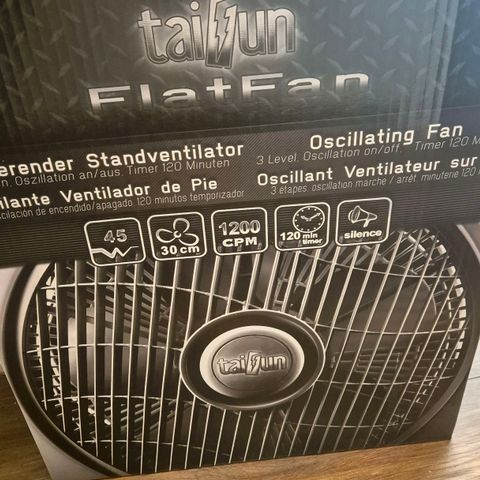 taifun
FlatFan
erender Standventilator
n. Oszillation an/aus. Timer 120 Minuten
Oscillating Fan
3 Level. Oscillation on/off. Timer 120 M
ilante Ventilador de Pie
cilación de encendido/apagado. 120 minutos temporizador
Oscillant Ventilateur sur
3 étapes. oscillation marche / arrêt. minuterie 120
45
30 cm
1200
CPM
120 min
timer
silence
taifun